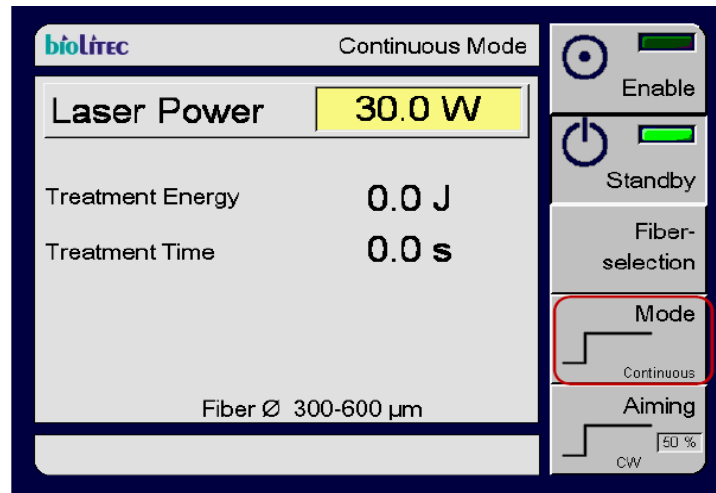 biolitec
Continuous Mode
Laser Power
30.0 W
Treatment Energy
0.0 J
Treatment Time
0.0 s
Fiber Ø 300-600 µm
Enable
Standby
Fiber-
selection
Mode
Continuous
Aiming
50 %
CW